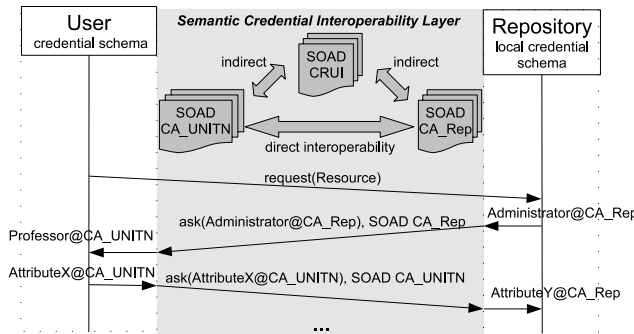 User
credential schema
Semantic Credential Interoperability Layer
Repository
local credential
schema
SOAD
CRUI
indirect
indirect
SOAD
CA_UNITN
SOAD
CA_Rep
direct interoperability
request(Resource)
Administrator@CA_Rep
ask(Administrator@CA_Rep), SOAD CA_Rep
Professor@CA_UNITN
AttributeX@CA_UNITN
ask(AttributeX@CA_UNITN), SOAD CA_UNITN
AttributeY@CA_Rep
...